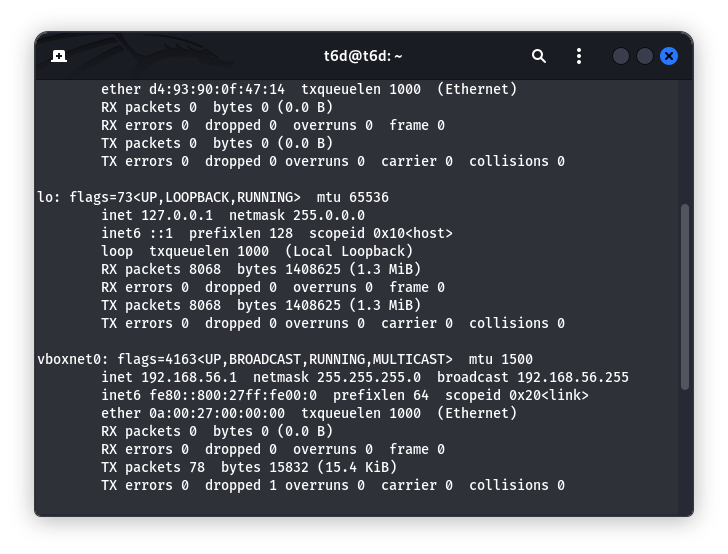 t6d@t6d: ~
ether d4:93:90:0f:47:14  txqueuelen 1000  (Ethernet)
RX packets 0  bytes 0 (0.0 B)
RX errors 0  dropped 0  overruns 0  frame 0
TX packets 0  bytes 0 (0.0 B)
TX errors 0  dropped 0 overruns 0  carrier 0  collisions 0
lo: flags=73<UP,LOOPBACK,RUNNING>  mtu 65536
inet 127.0.0.1  netmask 255.0.0.0
inet6 ::1  prefixlen 128  scopeid 0x10<host>
loop  txqueuelen 1000  (Local Loopback)
RX packets 8068  bytes 1408625 (1.3 MiB)
RX errors 0  dropped 0  overruns 0  frame 0
TX packets 8068  bytes 1408625 (1.3 MiB)
TX errors 0  dropped 0 overruns 0  carrier 0  collisions 0
vboxnet0: flags=4163<UP,BROADCAST,RUNNING,MULTICAST>  mtu 1500
inet 192.168.56.1  netmask 255.255.255.0  broadcast 192.168.56.255
inet6 fe80::800:27ff:fe00:0  prefixlen 64  scopeid 0x20<link>
ether 0a:00:27:00:00:00  txqueuelen 1000  (Ethernet)
RX packets 0  bytes 0 (0.0 B)
RX errors 0  dropped 0  overruns 0  frame 0
TX packets 78  bytes 15832 (15.4 KiB)
TX errors 0  dropped 1 overruns 0  carrier 0  collisions 0